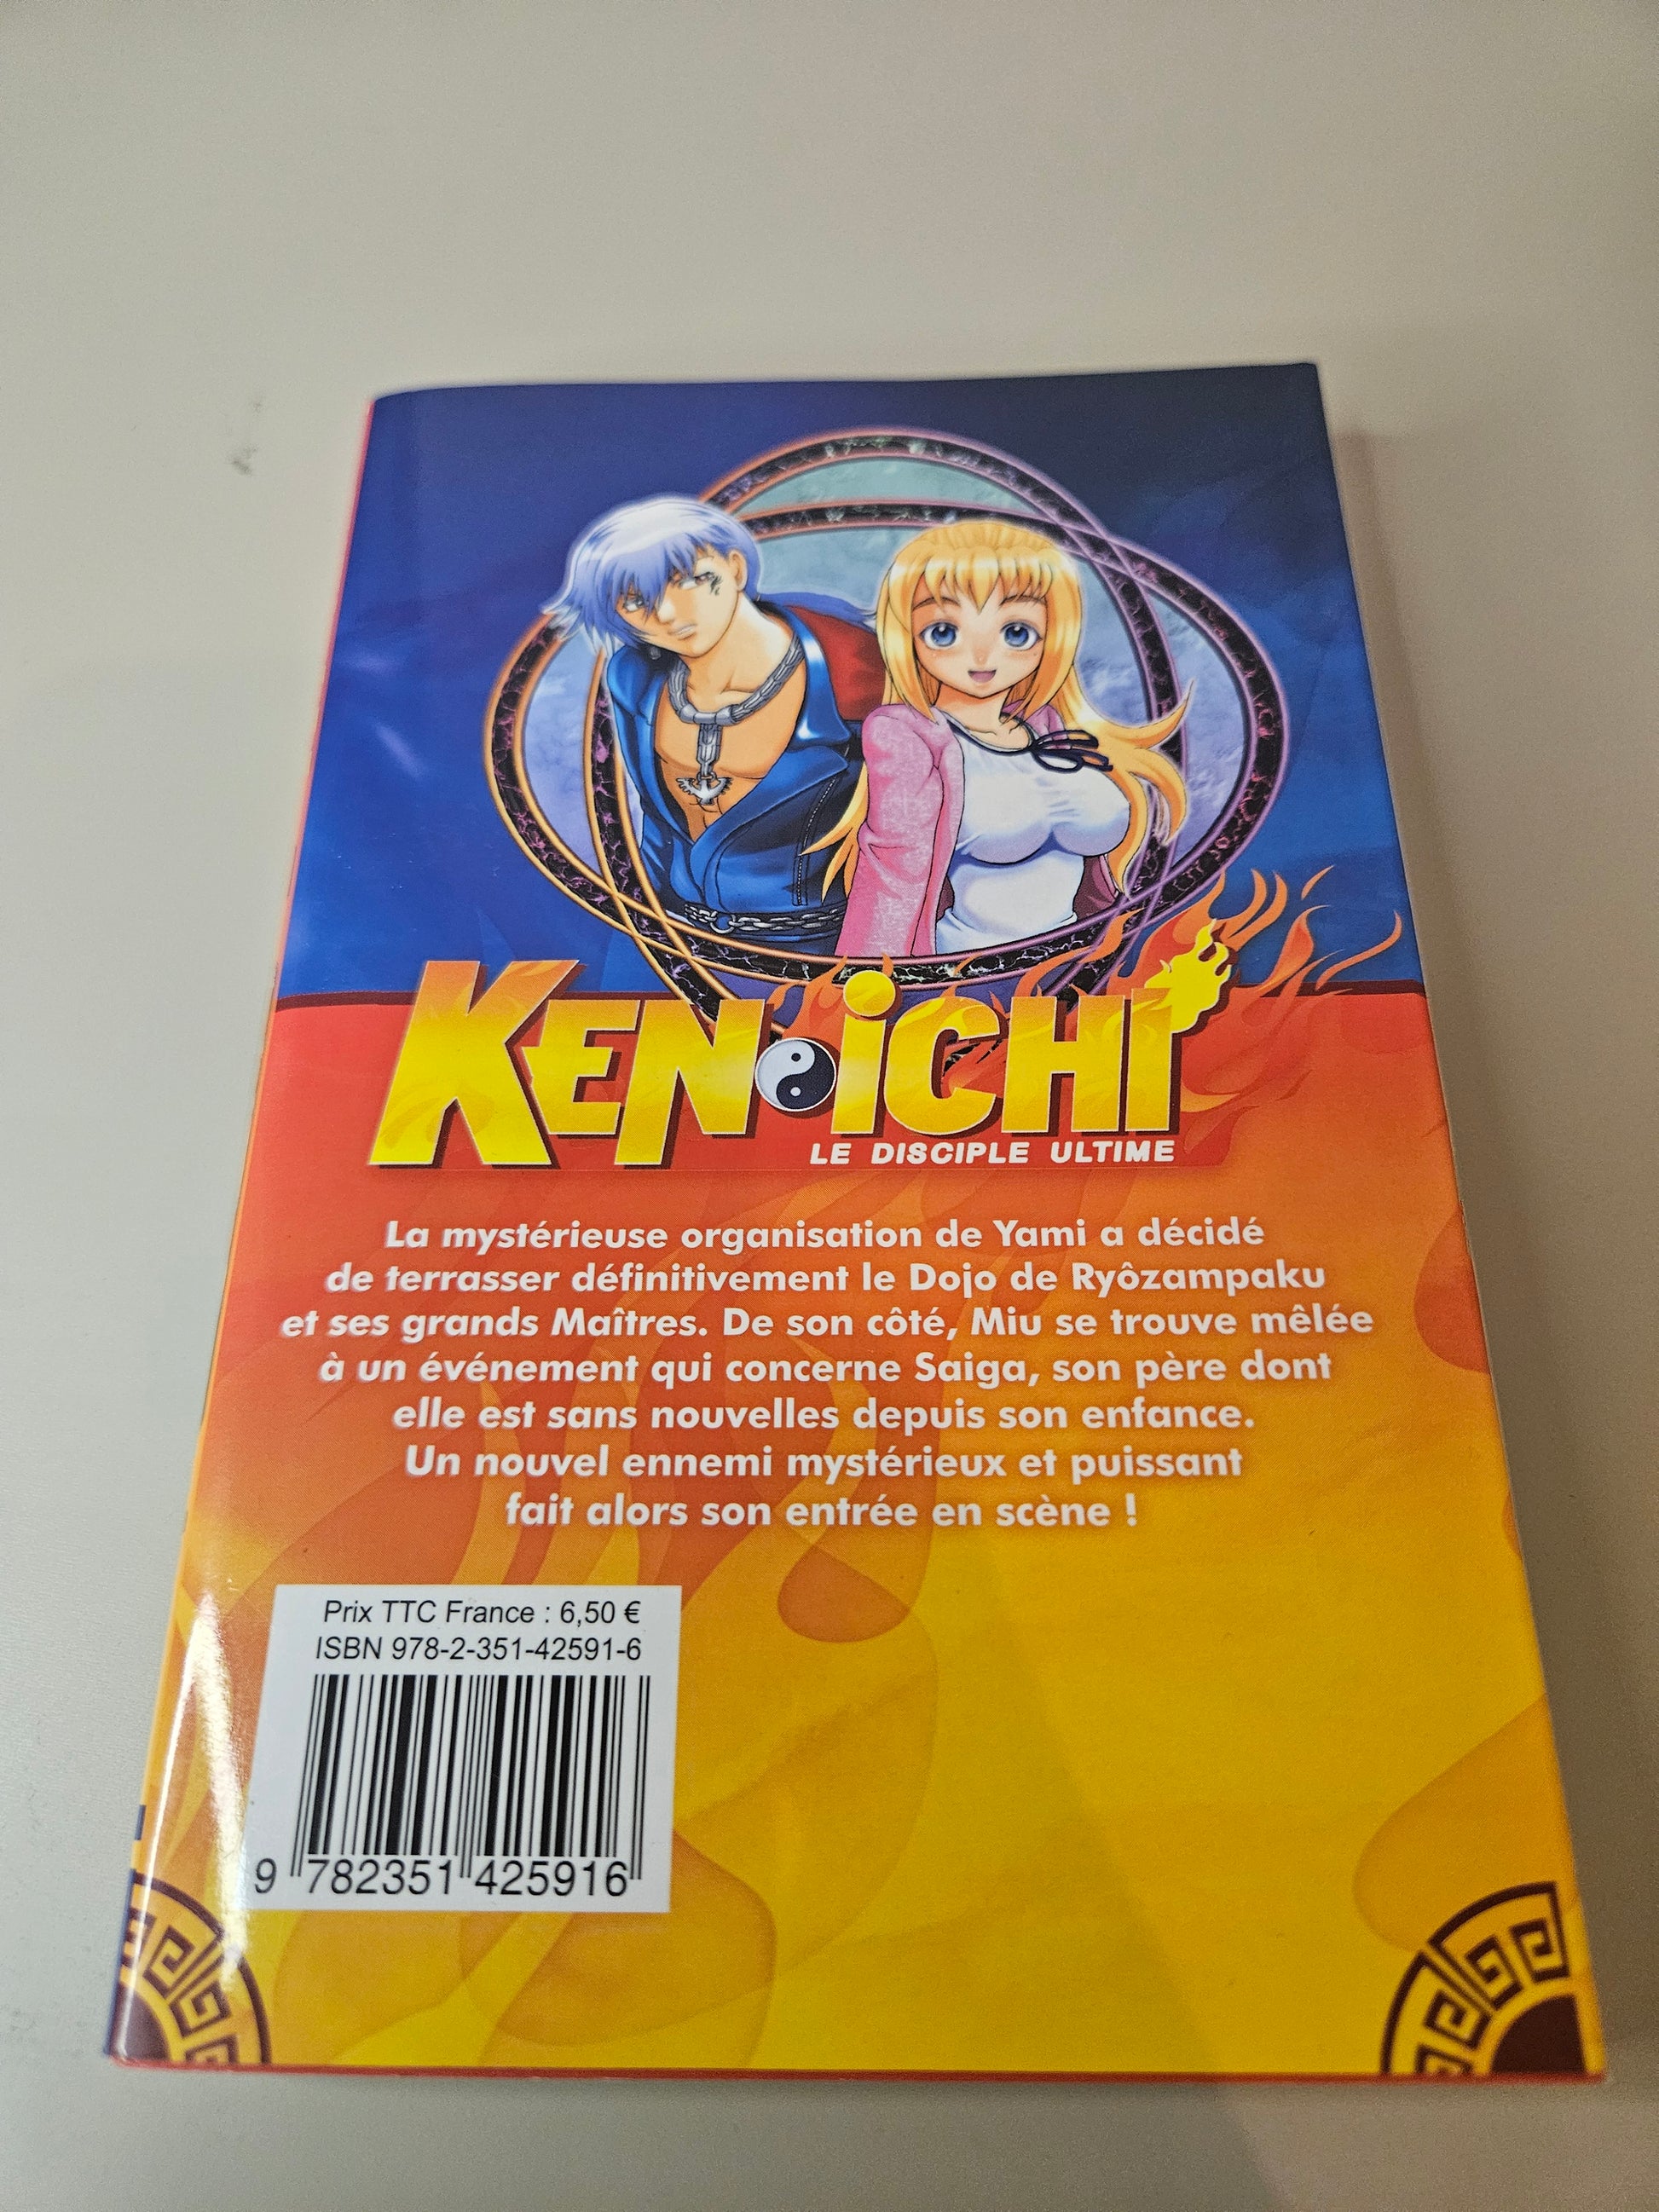 KEN ICHI
LE DISCIPLE ULTIME
La mystérieuse organisation de Yami a décidé
de terrasser définitivement le Dojo de Ryôzampaku
et ses grands Maîtres. De son côté, Miu se trouve mêlée
à un événement qui concerne Saiga, son père dont
elle est sans nouvelles depuis son enfance.
Un nouvel ennemi mystérieux et puissant
fait alors son entrée en scène !
Prix TTC France : 6,50 €
ISBN 978-2-351-42591-6
9 782351 425916